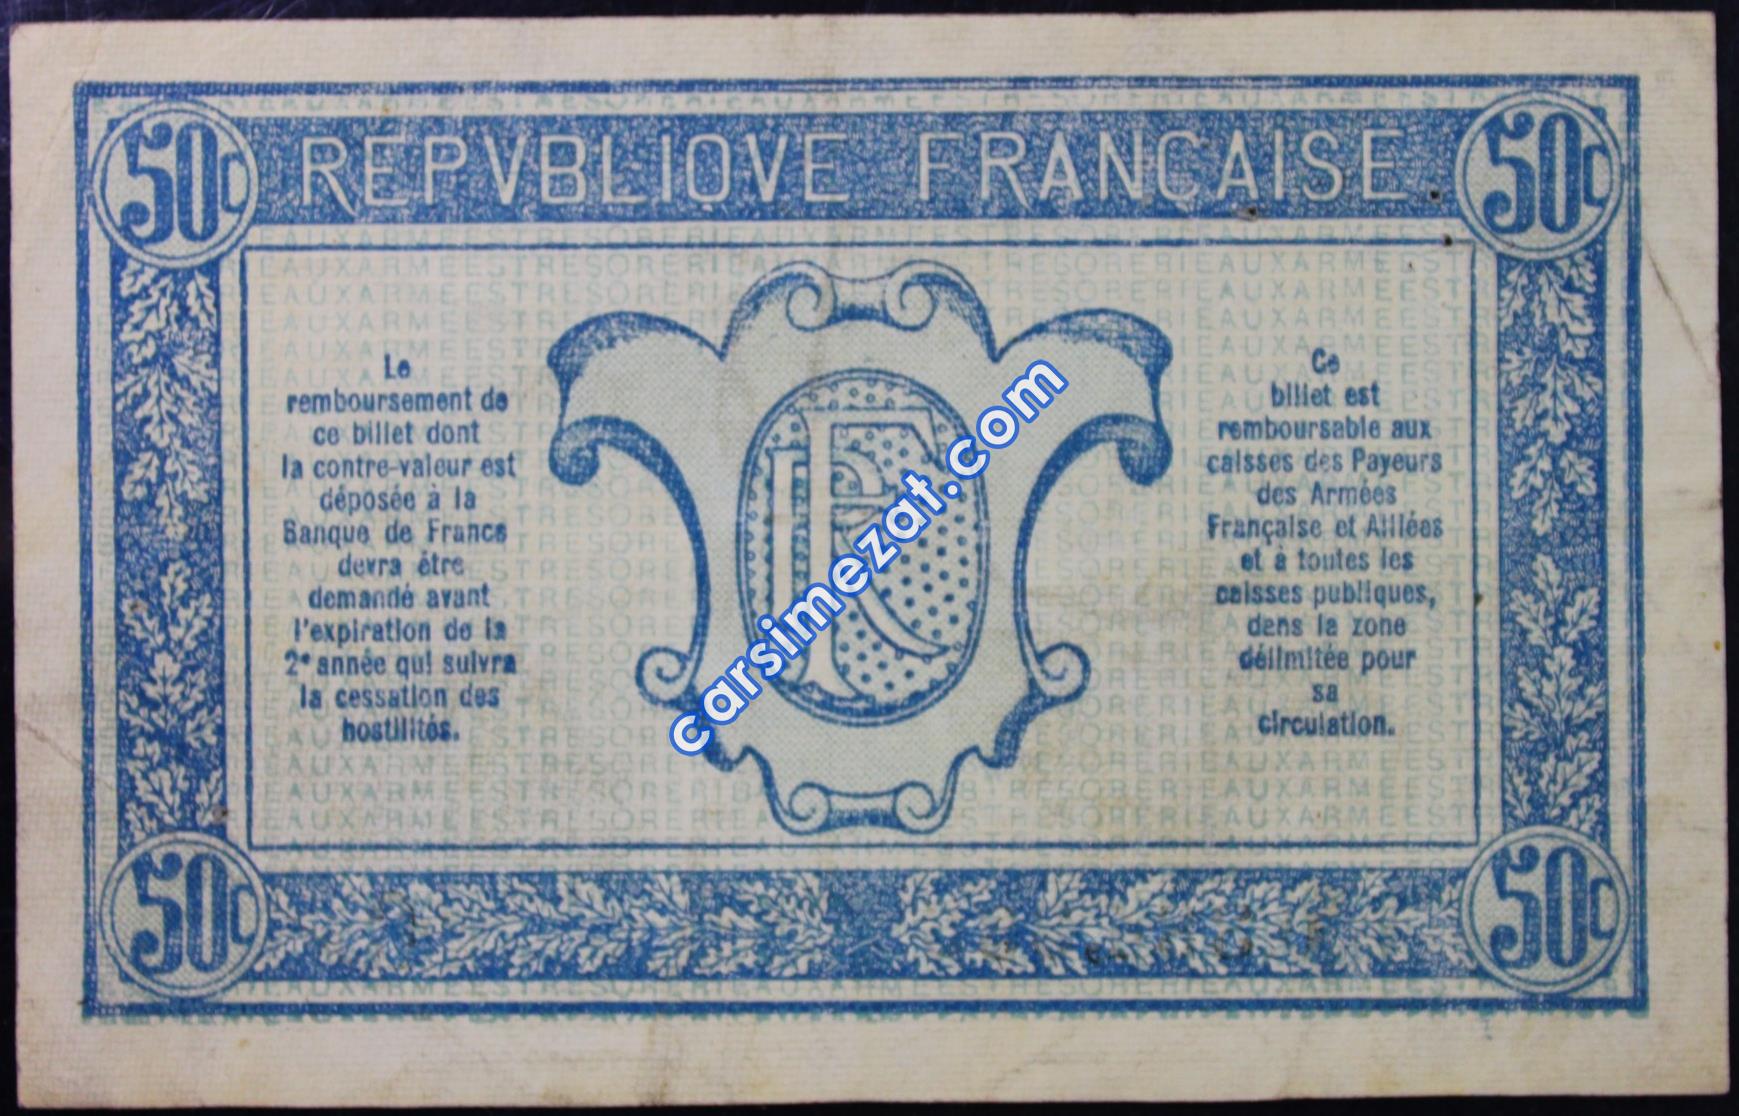 50c REPVBLIQVE FRANÇAISE 50c
Le
remboursement de
ce billet dont
la contre-valeur est
déposée à la
Banque de France
devra être
demandé avant
l'expiration de la
2e année qui suivra
la cessation des
hostilités.
RF
carsimezat.com
Ce
billet est
remboursable aux
caisses des Payeurs
des Armées
Française et Alliées
et à toutes les
caisses publiques,
dans la zone
délimitée pour
sa
circulation.
50c 50c